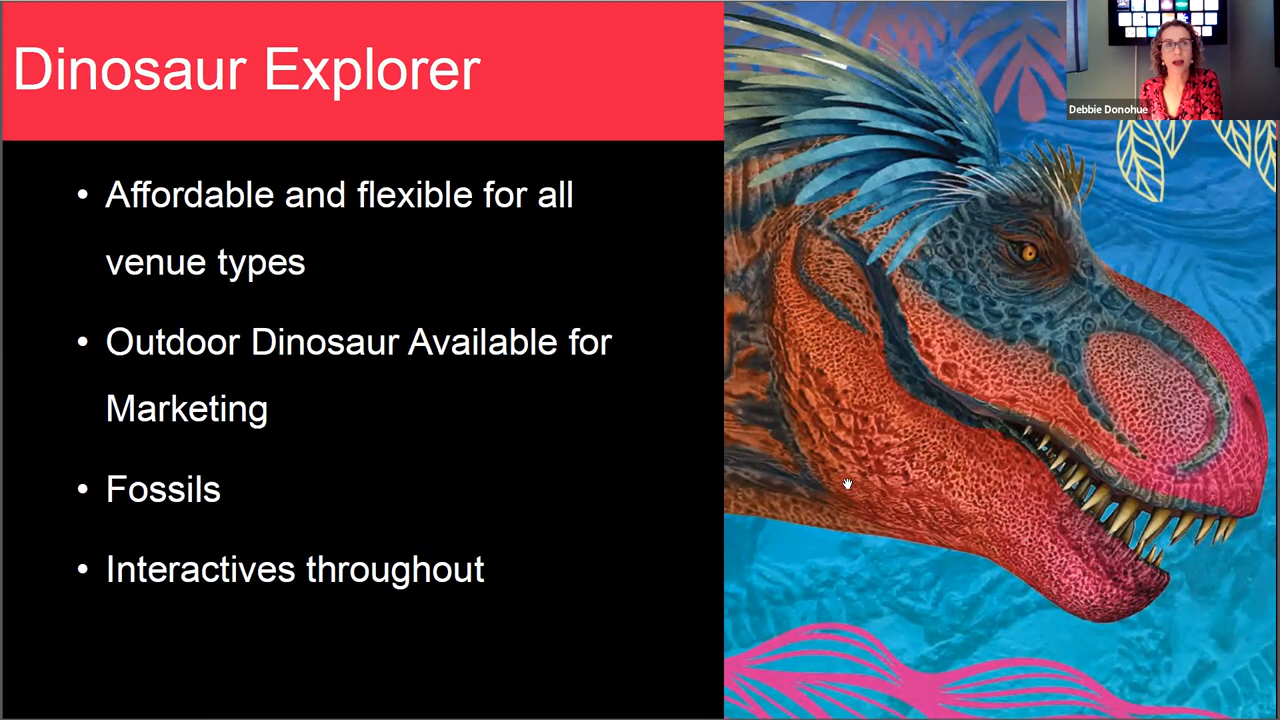 Dinosaur Explorer
Debbie Donohue
• Affordable and flexible for all
venue types
• Outdoor Dinosaur Available for
Marketing
• Fossils
• Interactives throughout